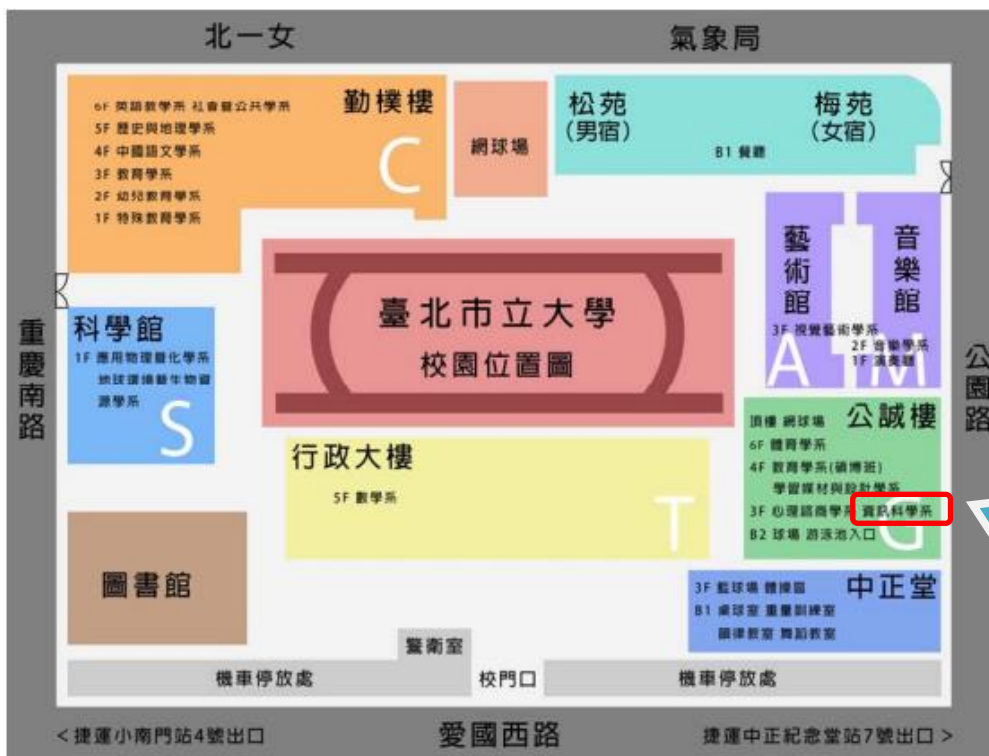 北一女
氣象局
勤樸樓
6F 英語教學系 社會暨公共學系
5F 歷史與地理學系
4F 中國語文學系
3F 教育學系
2F 幼兒教育學系
1F 特殊教育學系
C
網球場
松苑
(男宿)
梅苑
(女宿)
B1 餐廳
藝術館
3F 視覺藝術學系
A
音樂館
2F 音樂學系
1F 演奏廳
M
重慶南路
科學館
1F 應用物理暨化學系
地球環境暨生物資
源學系
S
臺北市立大學
校園位置圖
公園路
公誠樓
頂樓 網球場
6F 體育學系
4F 教育學系(碩博班)
學習媒材與設計學系
3F 心理諮商學系 資訊科學系
B2 球場 游泳池入口
G
行政大樓
5F 數學系
T
圖書館
中正堂
3F 籃球場 體操區
B1 桌球室 重量訓練室
韻律教室 舞蹈教室
警衛室
機車停放處
校門口
機車停放處
<捷運小南門站4號出口
愛國西路
捷運中正紀念堂站7號出口>